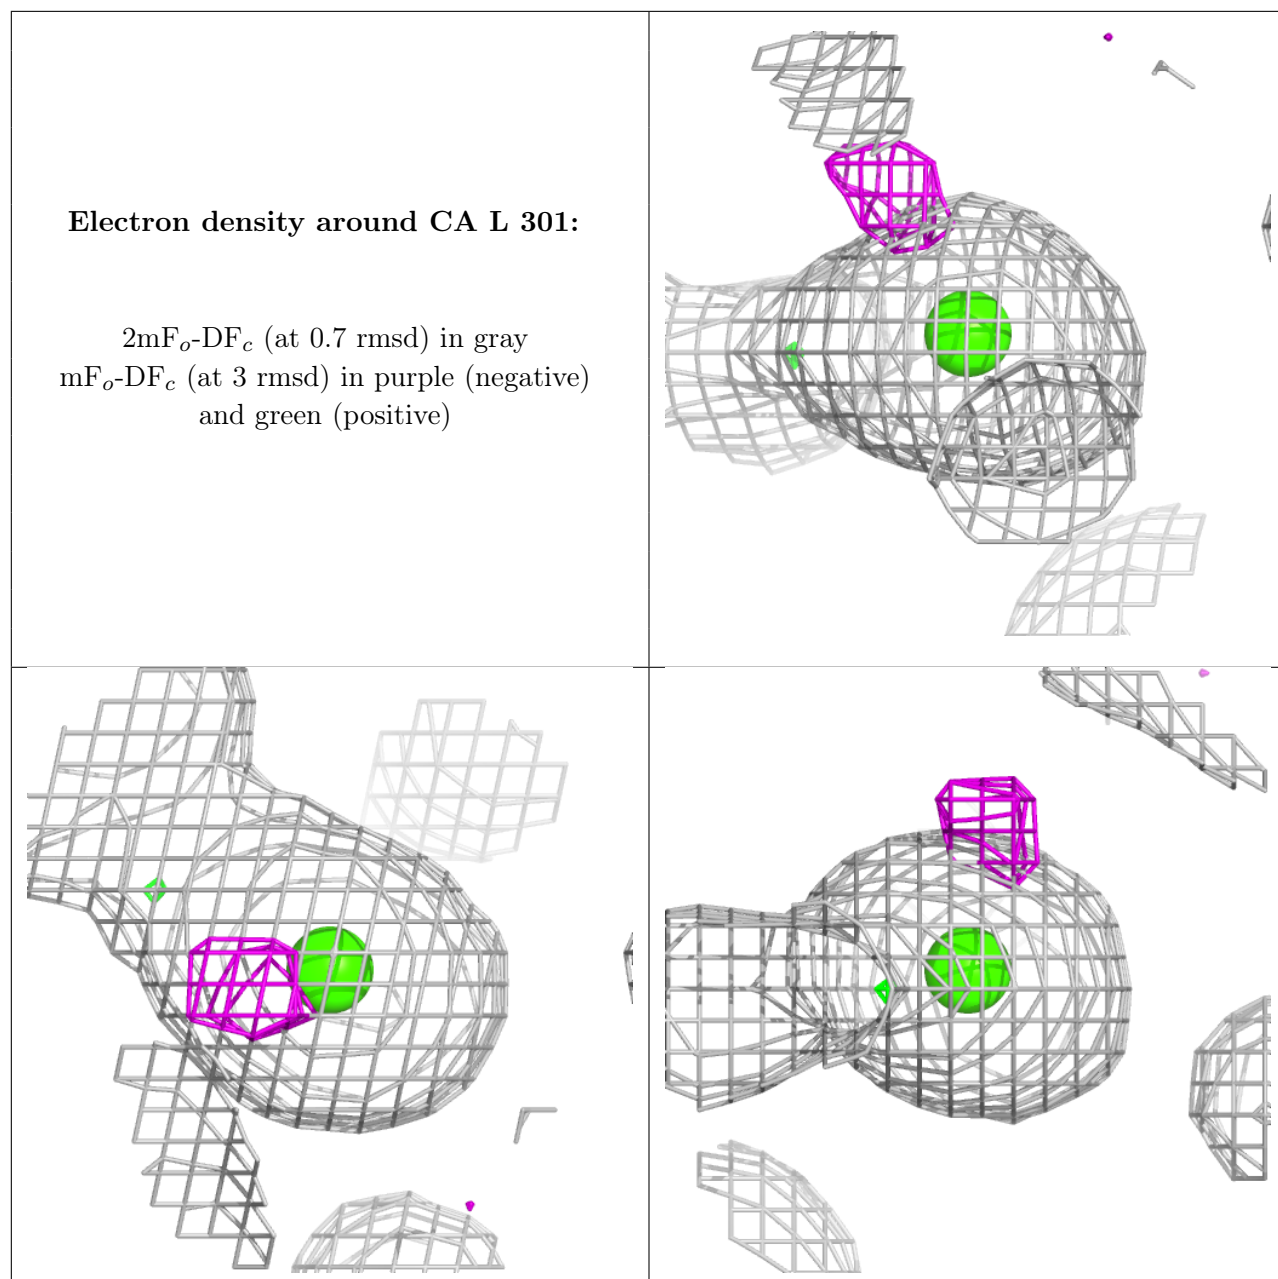 Electron density around CA L 301:
2mFo-DFc (at 0.7 rmsd) in gray
mFo-DFc (at 3 rmsd) in purple (negative)
and green (positive)